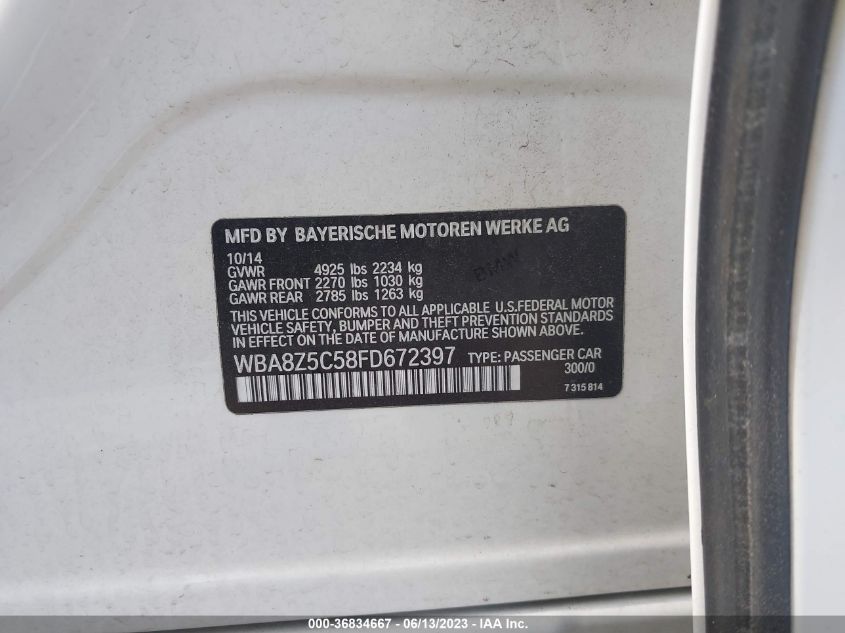 MFD BY BAYERISCHE MOTOREN WERKE AG
10/14
GVWR 4925 lbs 2234 kg
GAWR FRONT 2270 lbs 1030 kg
GAWR REAR 2785 lbs 1263 kg
BMW
THIS VEHICLE CONFORMS TO ALL APPLICABLE U.S.FEDERAL MOTOR
VEHICLE SAFETY, BUMPER AND THEFT PREVENTION STANDARDS
IN EFFECT ON THE DATE OF MANUFACTURE SHOWN ABOVE.
WBA8Z5C58FD672397 TYPE: PASSENGER CAR
300/0
7 315 814
000-36834667 - 06/13/2023 - IAA Inc.